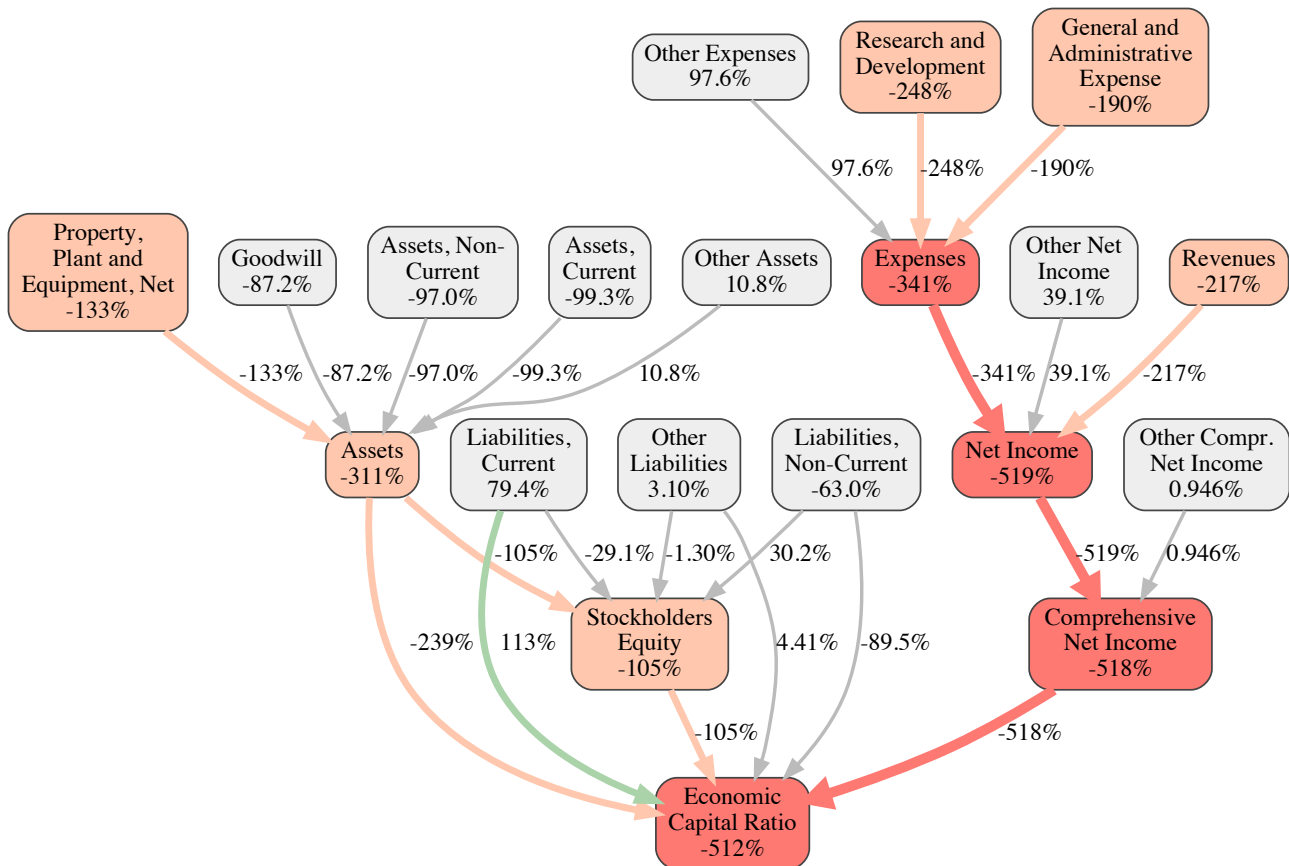 Other Expenses
97.6%
Research and
Development
-248%
General and
Administrative
Expense
-190%
97.6%
-248%
-190%
Property,
Plant and
Equipment, Net
-133%
Goodwill
-87.2%
Assets, Non-
Current
-97.0%
Assets,
Current
-99.3%
Other Assets
10.8%
Expenses
-341%
Other Net
Income
39.1%
Revenues
-217%
-133%
-87.2%
-97.0%
-99.3%
10.8%
-341%
39.1%
-217%
Assets
-311%
Liabilities,
Current
79.4%
Other
Liabilities
3.10%
Liabilities,
Non-Current
-63.0%
Net Income
-519%
Other Compr.
Net Income
0.946%
-105%
-29.1%
-1.30%
30.2%
-519%
0.946%
Stockholders
Equity
-105%
Comprehensive
Net Income
-518%
-239%
113%
4.41%
-89.5%
-105%
-518%
Economic
Capital Ratio
-512%